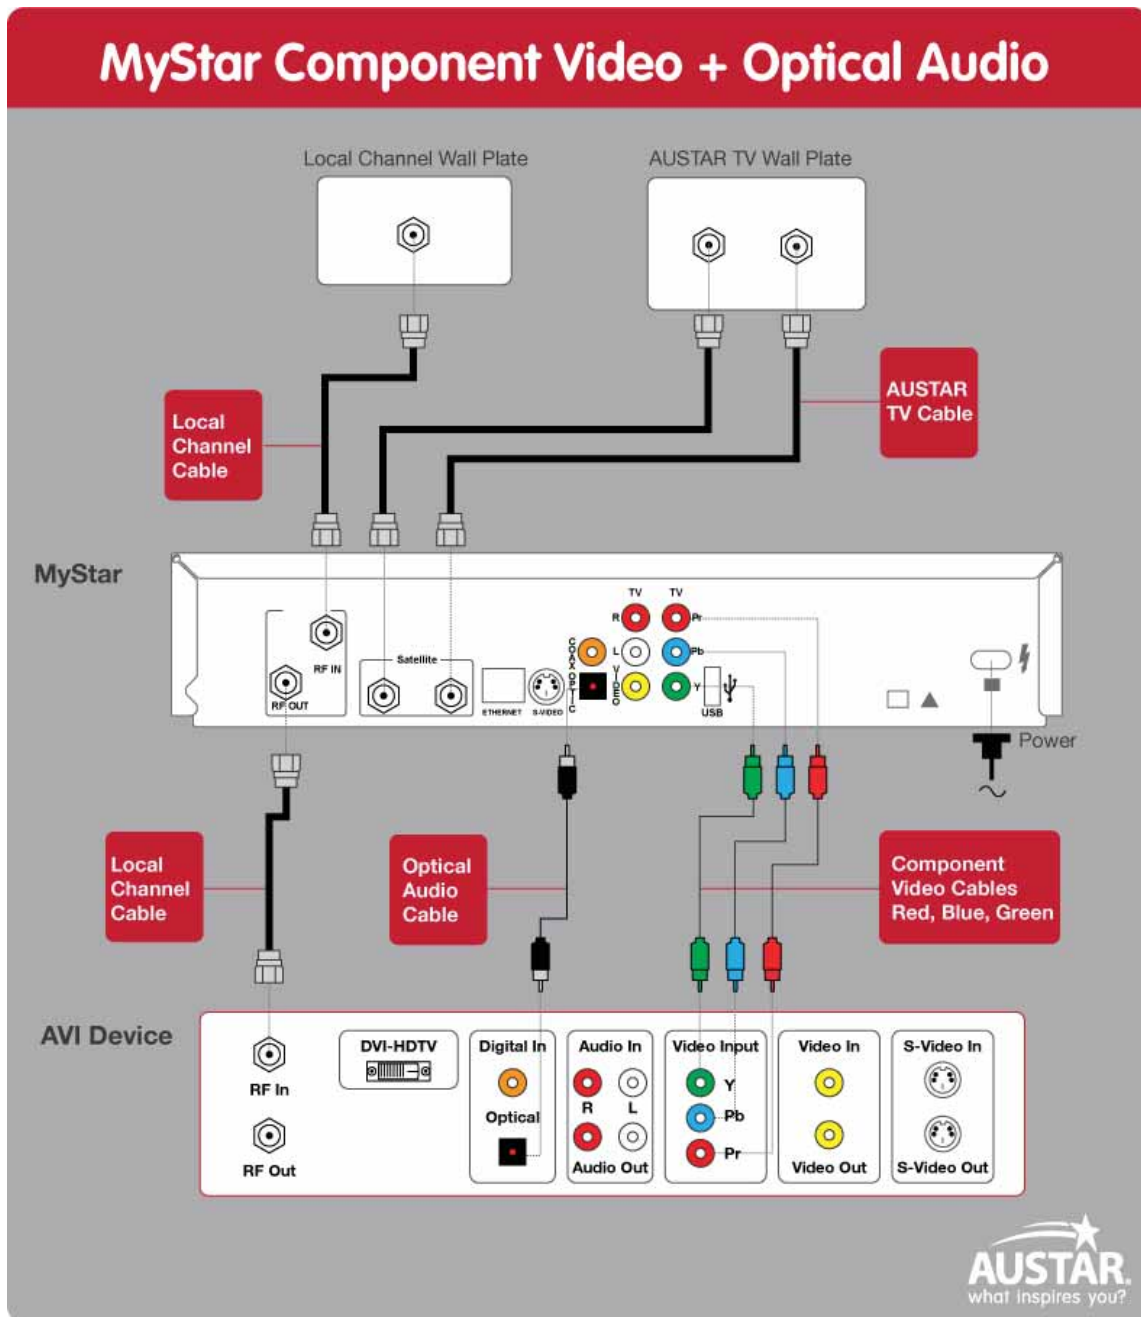 MyStar Component Video + Optical Audio
Local Channel Wall Plate
AUSTAR TV Wall Plate
AUSTAR
TV Cable
Local
Channel
Cable
MyStar
TV TV
R Pr
COAX L Pb
RF IN
Satellite
OPTIC VIDEO Y
RF OUT
ETHERNET S-VIDEO USB
Power
Local
Channel
Cable
Optical
Audio
Cable
Component
Video Cables
Red, Blue, Green
AVI Device
RF In
RF Out
DVI-HDTV
Digital In
Optical
Audio In
R L
Audio Out
Video Input
Y
Pb
Pr
Video In
Video Out
S-Video In
S-Video Out
AUSTAR.
what inspires you?